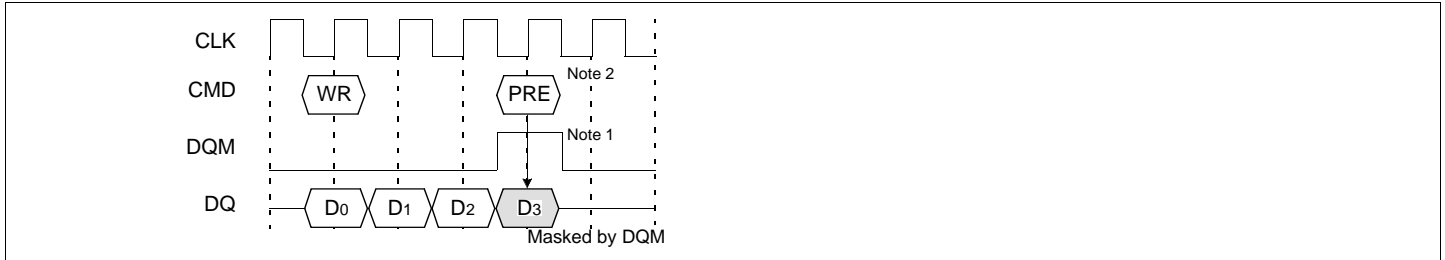 CLK
CMD WR PRE Note 2
DQM Note 1
DQ D0 D1 D2 D3
Masked by DQM